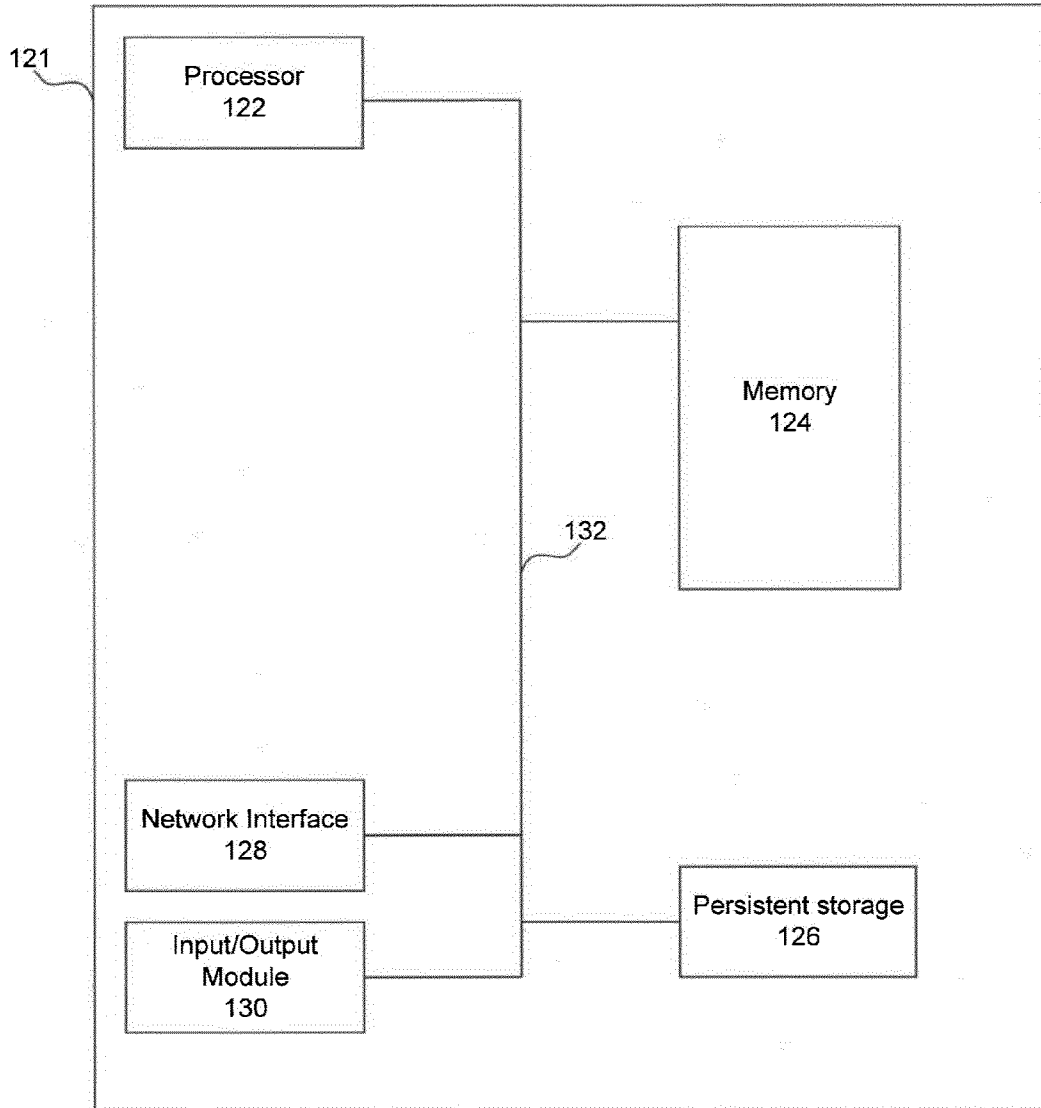 121
Processor
122
Memory
124
132
Network Interface
128
Persistent storage
126
Input/Output
Module
130